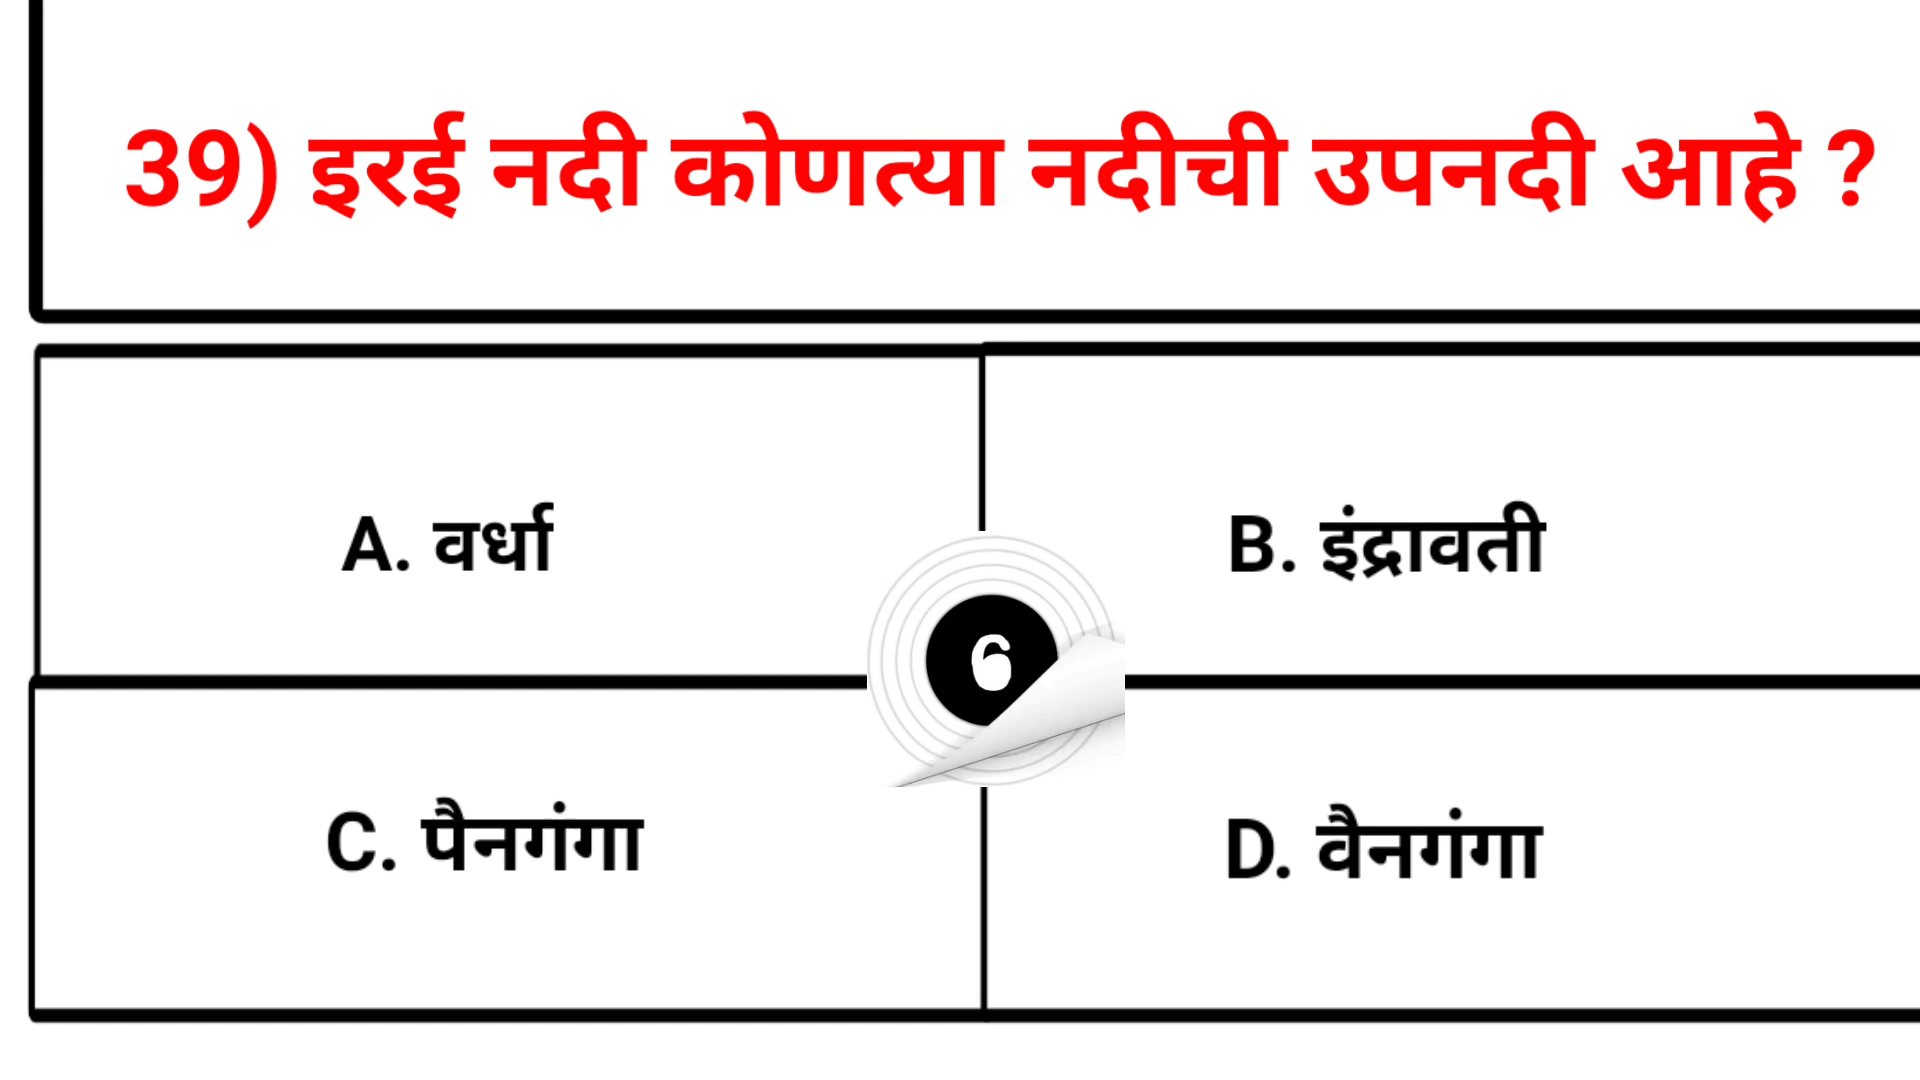 39) इरई नदी कोणत्या नदीची उपनदी आहे ?
A. वर्धा
B. इंद्रावती
6
C. पैनगंगा
D. वैनगंगा